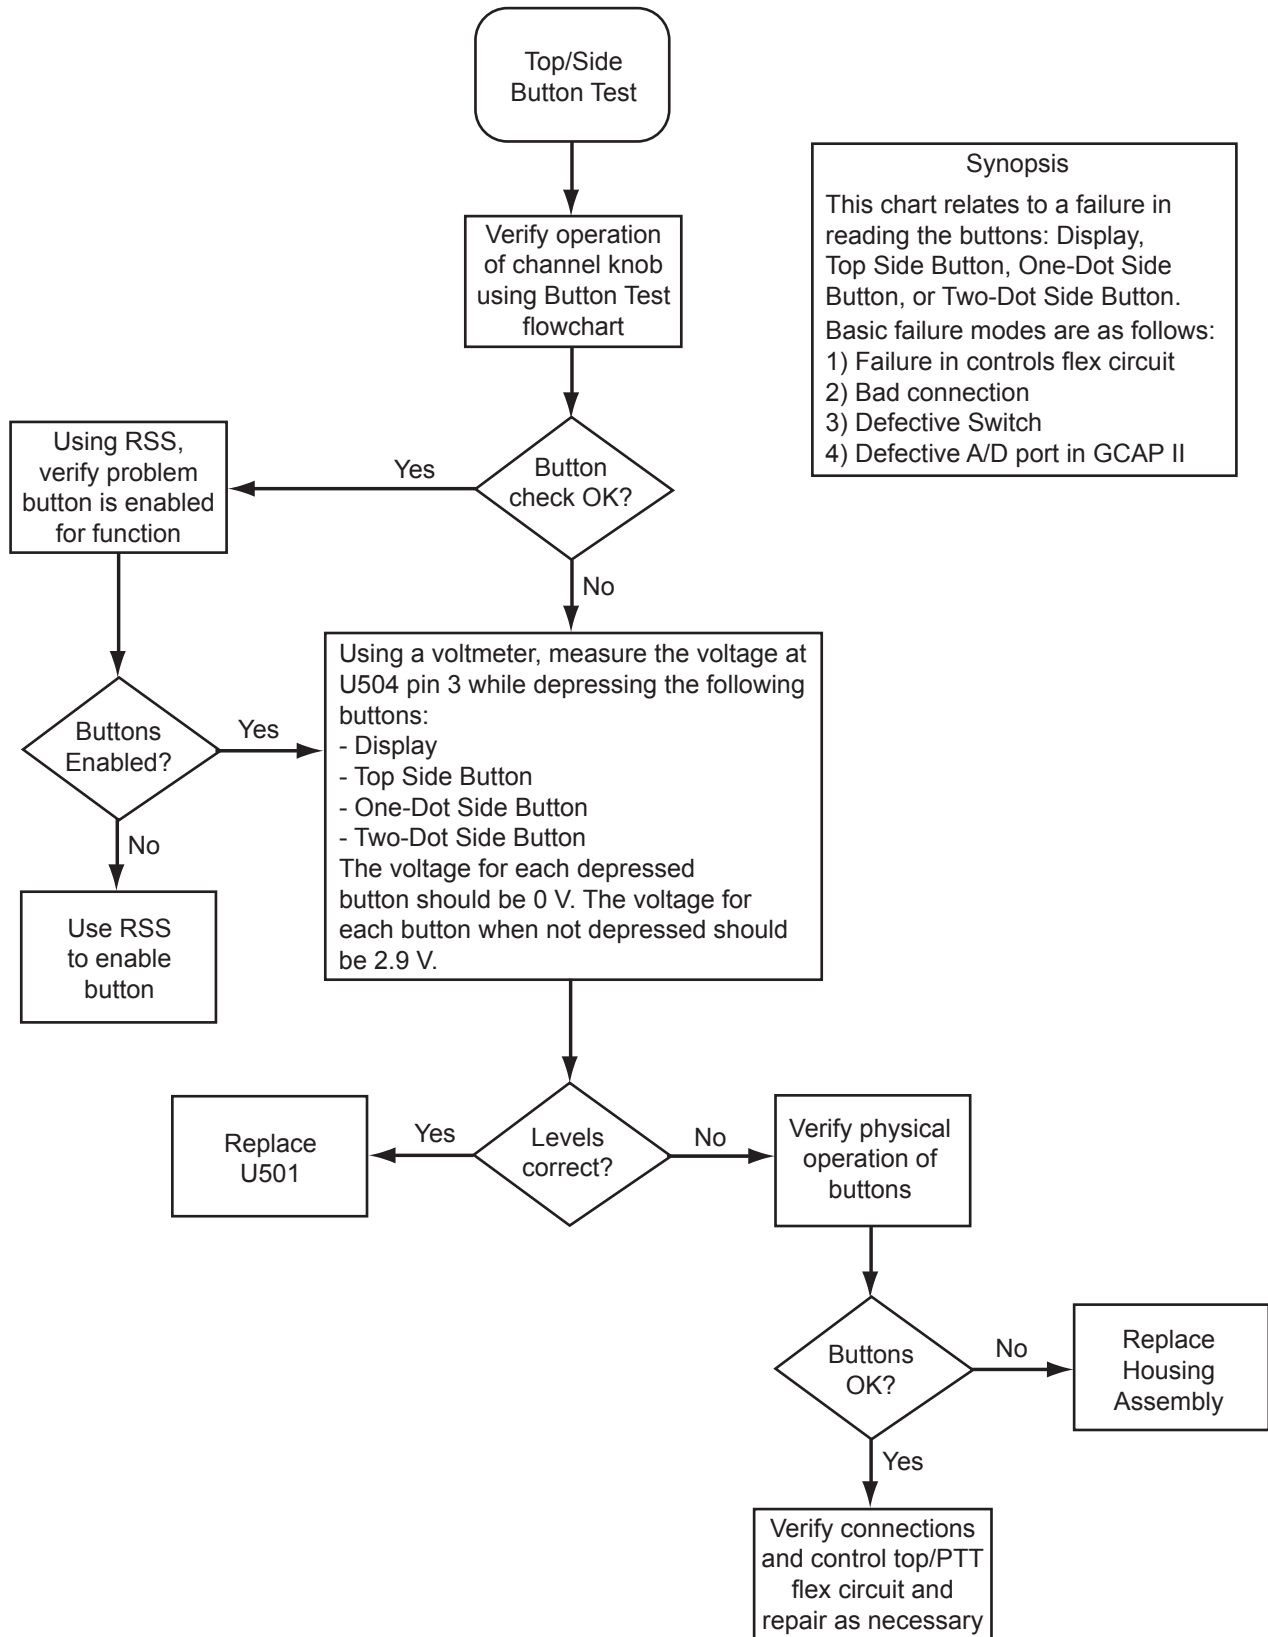 Top/Side
Button Test
Verify operation
of channel knob
using Button Test
flowchart
Synopsis
This chart relates to a failure in
reading the buttons: Display,
Top Side Button, One-Dot Side
Button, or Two-Dot Side Button.
Basic failure modes are as follows:
1) Failure in controls flex circuit
2) Bad connection
3) Defective Switch
4) Defective A/D port in GCAP II
Button
check OK?
Yes
No
Using RSS,
verify problem
button is enabled
for function
Buttons
Enabled?
Yes
No
Use RSS
to enable
button
Using a voltmeter, measure the voltage at
U504 pin 3 while depressing the following
buttons:
- Display
- Top Side Button
- One-Dot Side Button
- Two-Dot Side Button
The voltage for each depressed
button should be 0 V. The voltage for
each button when not depressed should
be 2.9 V.
Levels
correct?
Yes
No
Replace
U501
Verify physical
operation of
buttons
Buttons
OK?
No
Yes
Replace
Housing
Assembly
Verify connections
and control top/PTT
flex circuit and
repair as necessary